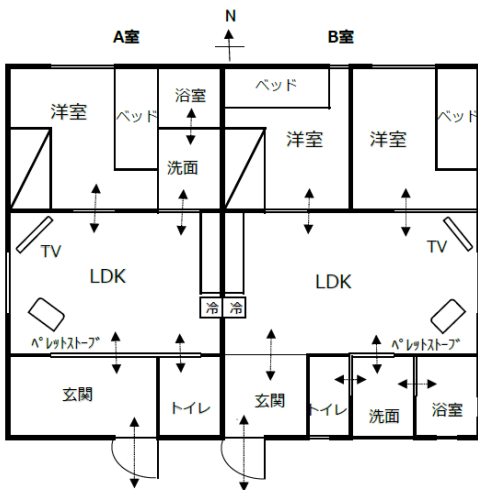 N
A室
B室
浴室
ベッド
洋室
ベッド
洋室
ベッド
洗面
洋室
TV
TV
LDK
LDK
冷
冷
ペレットストーブ
ペレットストーブ
玄関
トイレ
玄関
トイレ
洗面
浴室